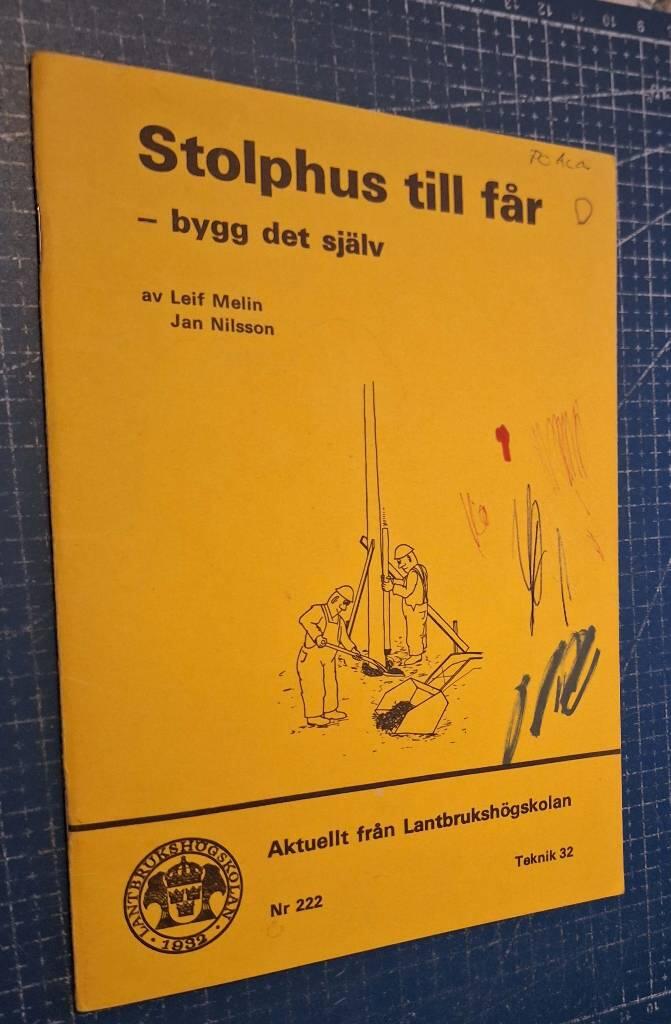 Stolphus till får
– bygg det själv
av Leif Melin
Jan Nilsson
D
Aktuellt från Lantbrukshögskolan
Teknik 32
Nr 222
LANTBRUKSHÖGSKOLAN
· 1932 ·